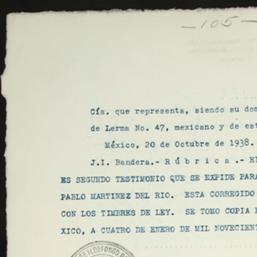 -105-
Cía. que representa, siendo su do
de Lerma No. 47, mexicano y de es
México, 20 de Octubre de 1938.
J.I. Bandera.- R ú b r i c a .- E
ES SEGUNDO TESTIMONIO QUE SE EXPIDE PARA
PABLO MARTINEZ DEL RIO. ESTA CORREGIDO
CON LOS TIMBRES DE LEY. SE TOMO COPIA
XICO, A CUATRO DE ENERO DE MIL NOVECIEN
ILDEFONSO